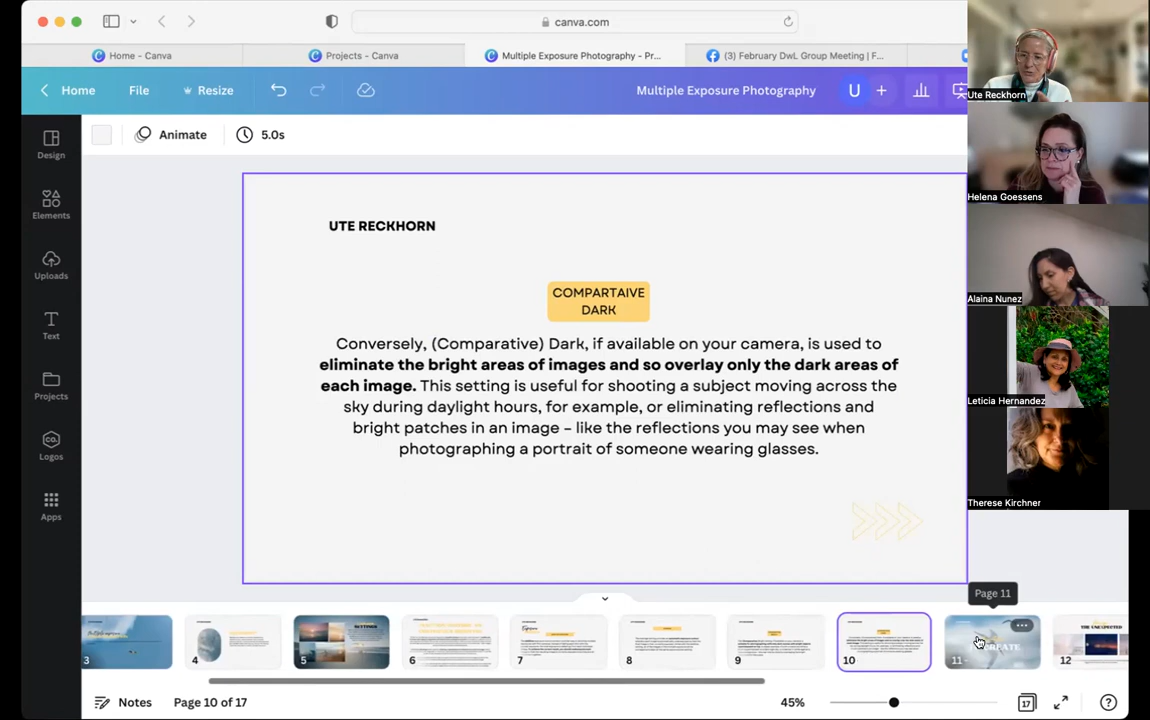 canva.com
Home - Canva
Projects - Canva
Multiple Exposure Photography - Pr...
(3) February DwL Group Meeting | F...
Home
File
Resize
Multiple Exposure Photography
U
+
Animate
5.0s
Design
Elements
Uploads
Text
Projects
CO.
Logos
Apps
UTE RECKHORN
COMPARTAIVE
DARK
Conversely, (Comparative) Dark, if available on your camera, is used to
eliminate the bright areas of images and so overlay only the dark areas of
each image. This setting is useful for shooting a subject moving across the
sky during daylight hours, for example, or eliminating reflections and
bright patches in an image – like the reflections you may see when
photographing a portrait of someone wearing glasses.
Ute Reckhorn
Helena Goessens
Alaina Nunez
Leticia Hernandez
Therese Kirchner
Page 11
3
4
5
6
7
8
9
10
11
12
THE UNEXPECTED
Notes
Page 10 of 17
45%
17
?